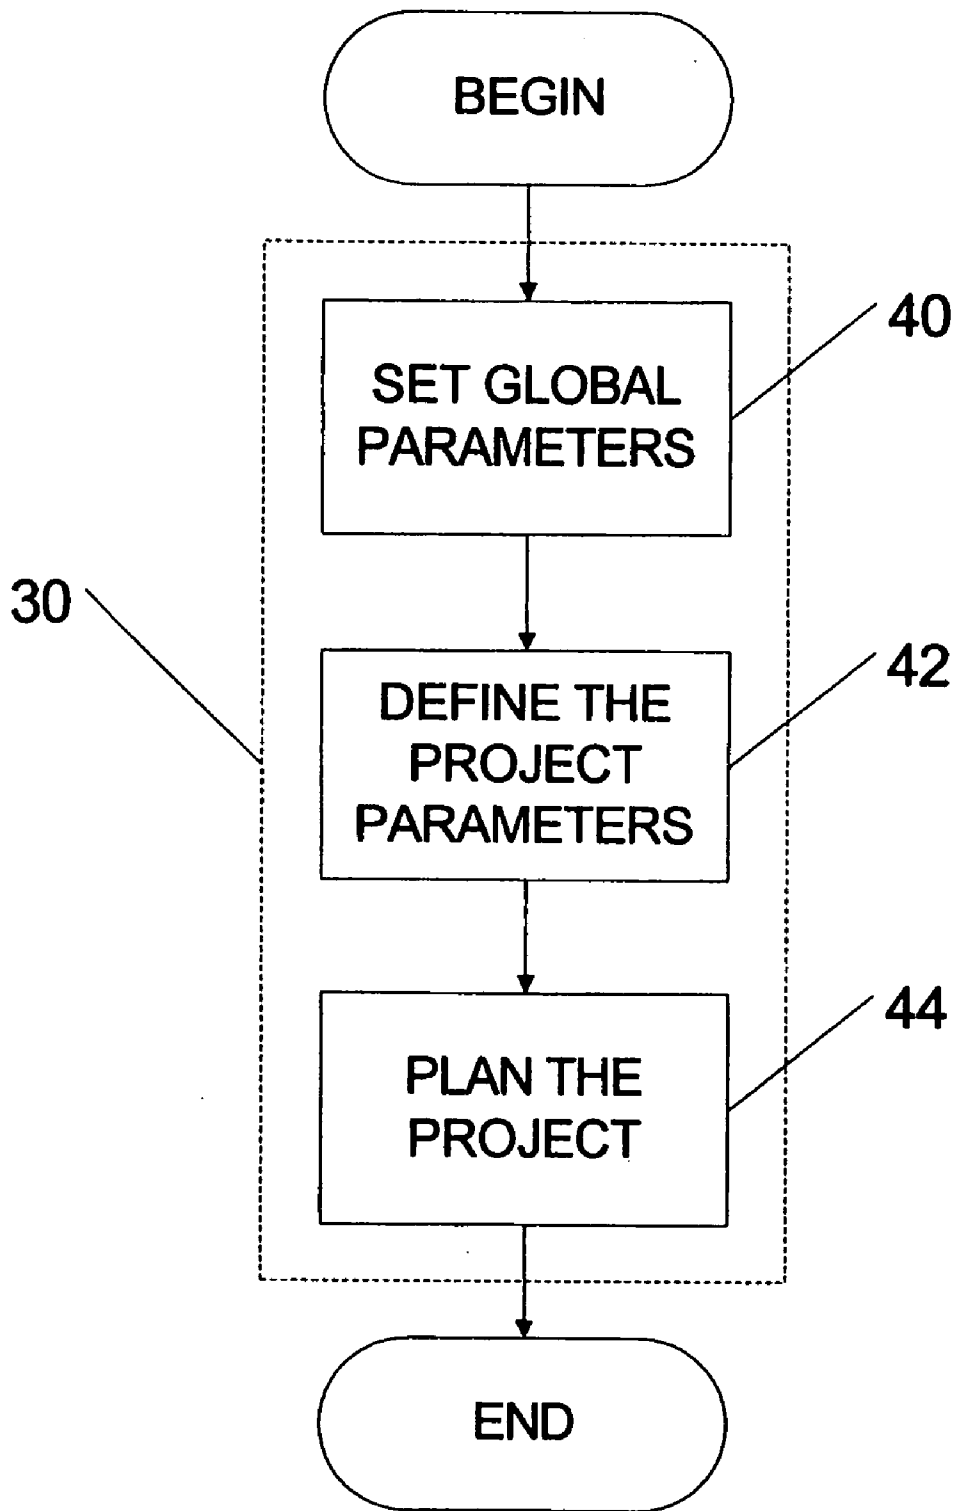 BEGIN
40
SET GLOBAL
PARAMETERS
30
42
DEFINE THE
PROJECT
PARAMETERS
44
PLAN THE
PROJECT
END